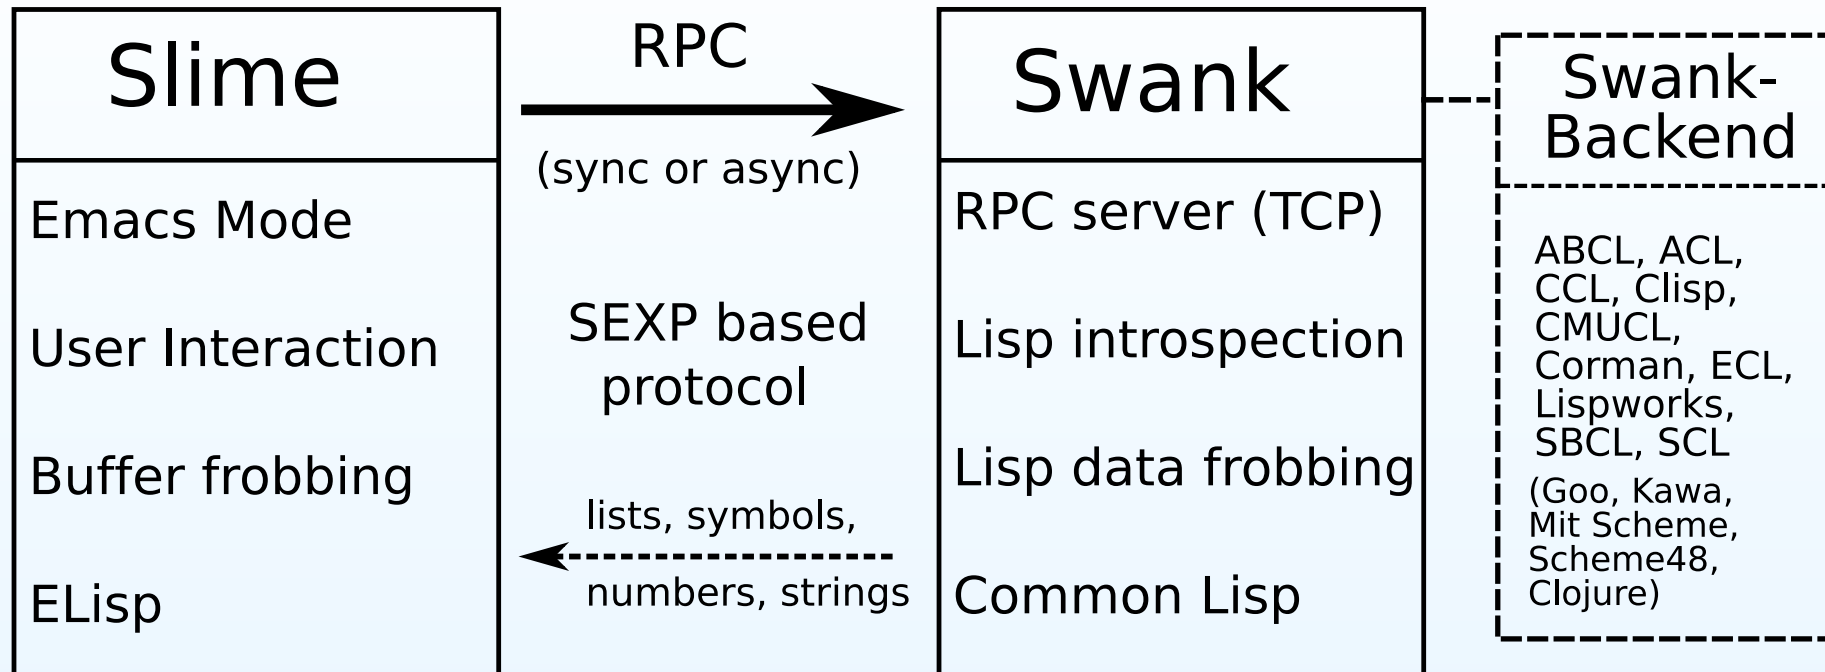 Slime
Emacs Mode
User Interaction
Buffer frobbing
ELisp
RPC
(sync or async)
SEXP based
protocol
lists, symbols,
numbers, strings
Swank
RPC server (TCP)
Lisp introspection
Lisp data frobbing
Common Lisp
Swank-
Backend
ABCL, ACL,
CCL, Clisp,
CMUCL,
Corman, ECL,
Lispworks,
SBCL, SCL
(Goo, Kawa,
Mit Scheme,
Scheme48,
Clojure)